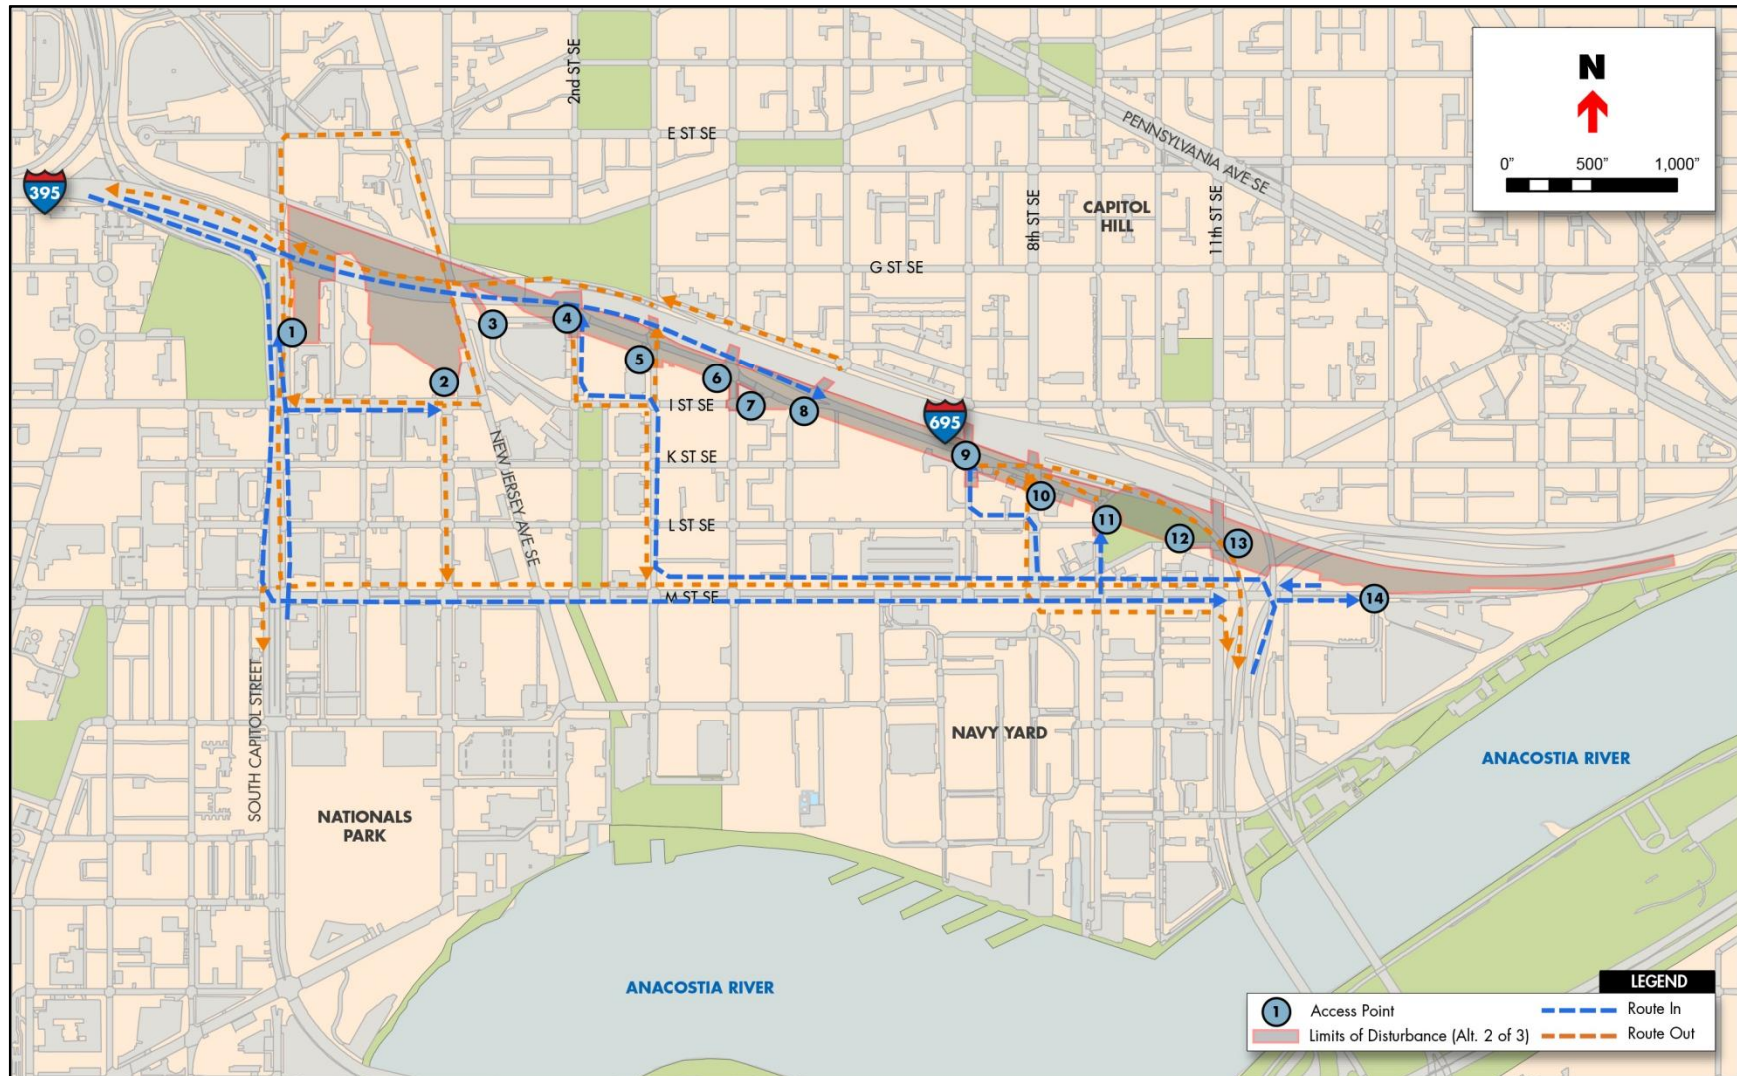 2nd ST SE
E ST SE
PENNSYLVANIA AVE SE
N
0" 500" 1,000"
395
8th ST SE
CAPITOL
HILL
11th ST SE
G ST SE
1
2
3
4
5
6
7
8
I ST SE
695
9
NEW JERSEY AVE SE
K ST SE
10
L ST SE
11
12
13
M ST SE
14
SOUTH CAPITOL STREET
NAVY YARD
NATIONALS
PARK
ANACOSTIA RIVER
ANACOSTIA RIVER
LEGEND
1 Access Point
Route In
Limits of Disturbance (Alt. 2 of 3)
Route Out